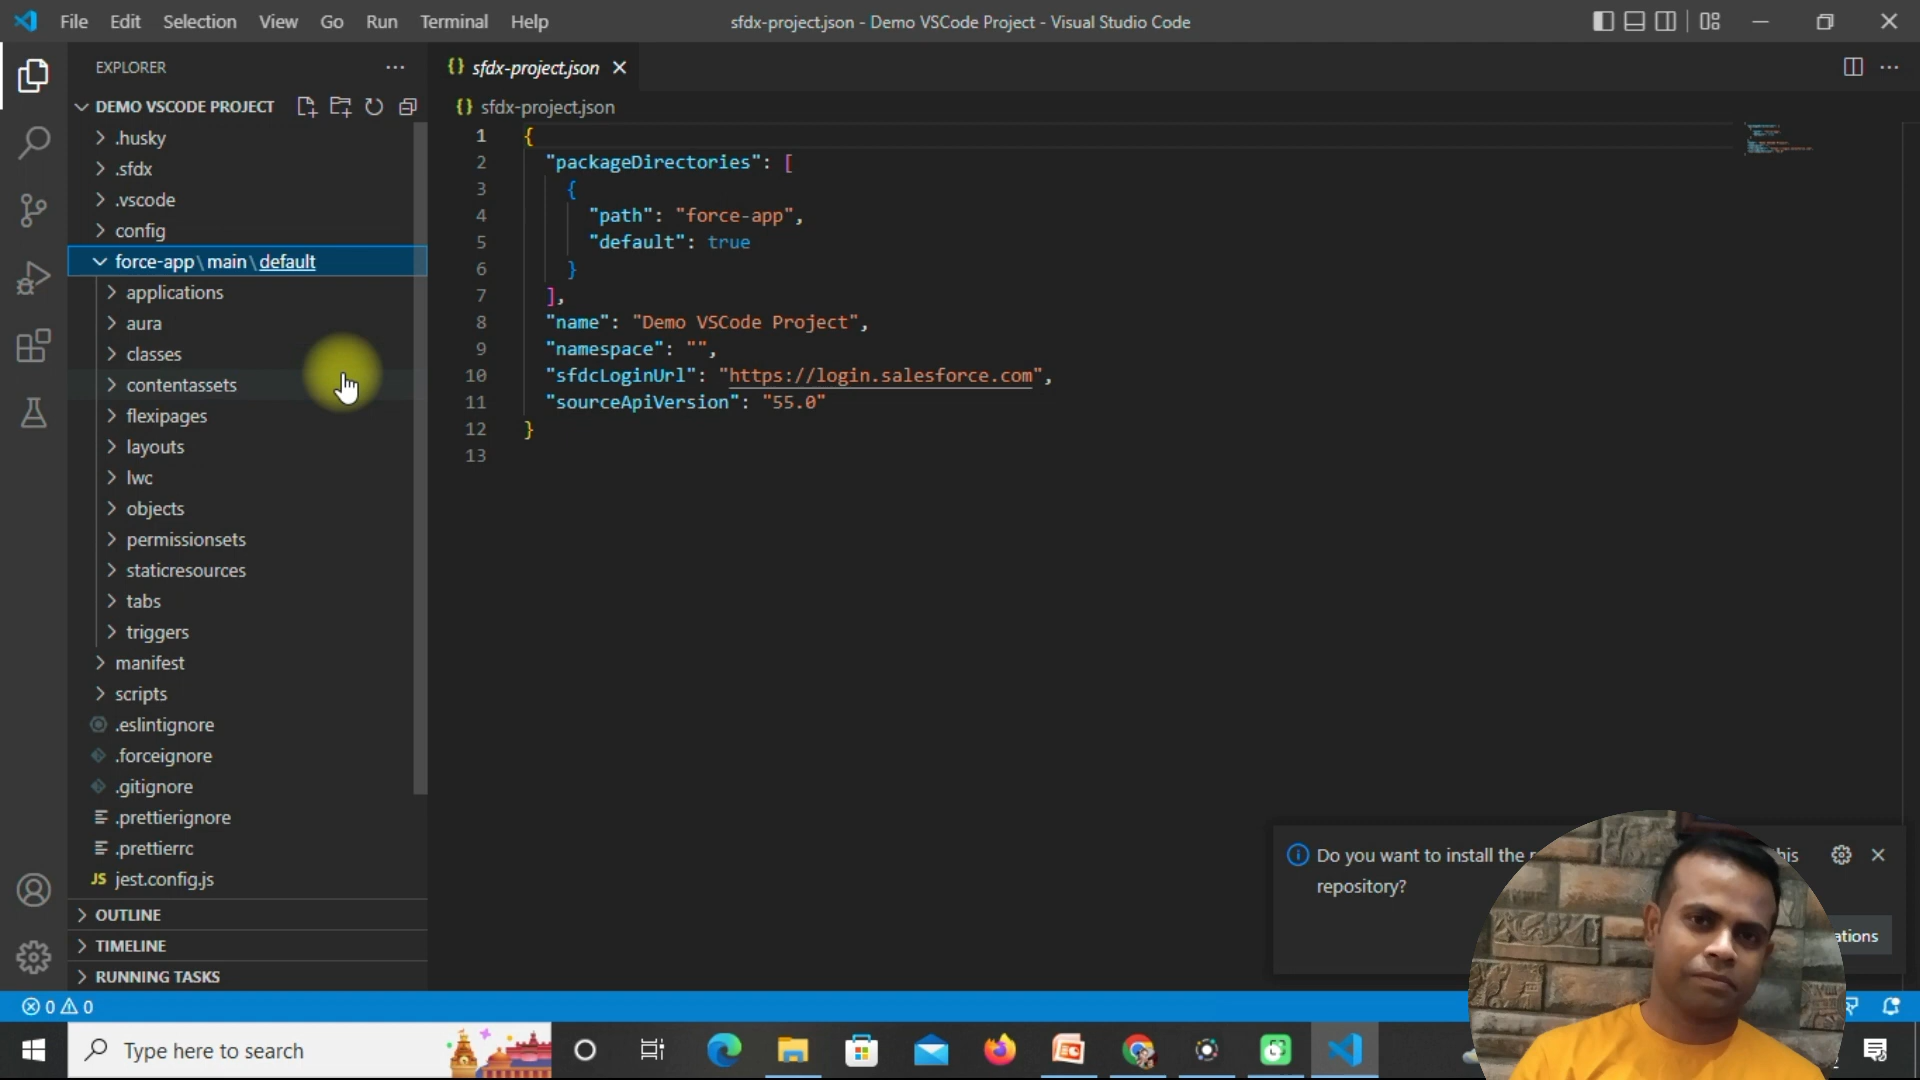 File Edit Selection View Go Run Terminal Help
sfdx-project.json - Demo VSCode Project - Visual Studio Code
EXPLORER
DEMO VSCODE PROJECT
.husky
.sfdx
.vscode
config
force-app\main\default
applications
aura
classes
contentassets
flexipages
layouts
lwc
objects
permissionsets
staticresources
tabs
triggers
manifest
scripts
.eslintignore
.forceignore
.gitignore
.prettierignore
.prettierrc
JS jest.config.js
OUTLINE
TIMELINE
RUNNING TASKS
{} sfdx-project.json
{} sfdx-project.json
1 {
2 "packageDirectories": [
3 {
4 "path": "force-app",
5 "default": true
6 }
7 ],
8 "name": "Demo VSCode Project",
9 "namespace": "",
10 "sfdcLoginUrl": "https://login.salesforce.com",
11 "sourceApiVersion": "55.0"
12 }
13
Do you want to install the
repository?
0 0
Type here to search